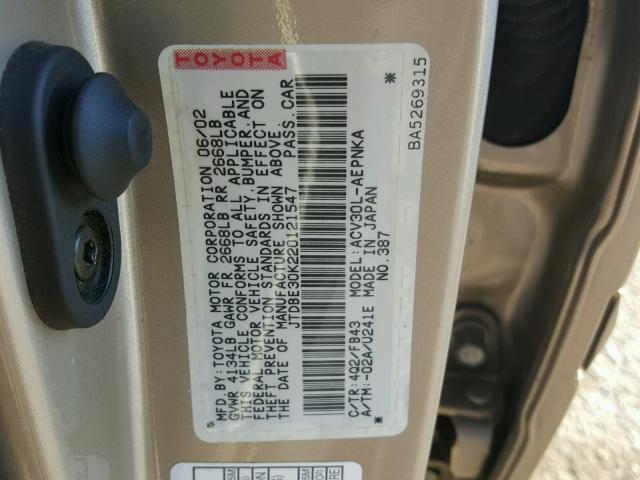 TOYOTA
MFD. BY: TOYOTA MOTOR CORPORATION 06/02
GVWR 4134LB GAWR FR 2668LB RR 2668LB
THIS VEHICLE CONFORMS TO ALL APPLICABLE
FEDERAL MOTOR VEHICLE SAFETY, BUMPER, AND
THEFT PREVENTION STANDARDS IN EFFECT ON
THE DATE OF MANUFACTURE SHOWN ABOVE.
JTDBE30K220121547 PASS. CAR
* *
C/TR: 4Q2/FB43 ACV30L-AEPNKA
A/TM: -02A/U241E MADE IN JAPAN
NO. 387
BA5269315